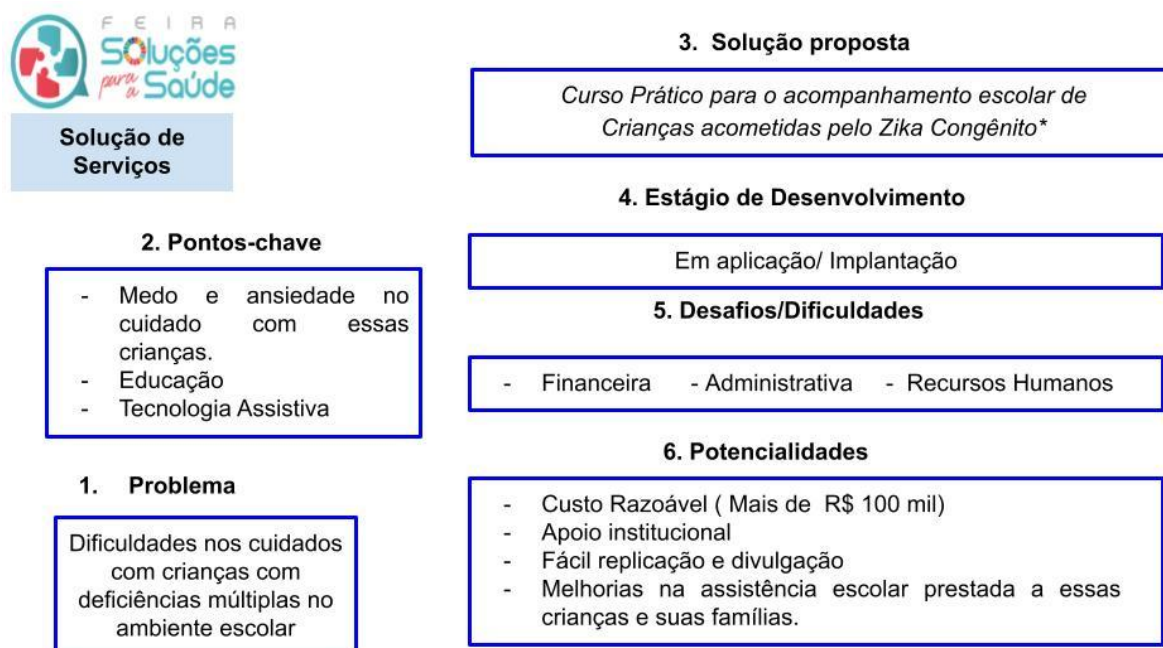 FEIRA
SOluções
para a Saúde
Solução de
Serviços
2. Pontos-chave
- Medo e ansiedade no
cuidado com essas
crianças.
- Educação
- Tecnologia Assistiva
1. Problema
Dificuldades nos cuidados
com crianças com
deficiências múltiplas no
ambiente escolar
3. Solução proposta
Curso Prático para o acompanhamento escolar de
Crianças acometidas pelo Zika Congênito*
4. Estágio de Desenvolvimento
Em aplicação/ Implantação
5. Desafios/Dificuldades
- Financeira - Administrativa - Recursos Humanos
6. Potencialidades
- Custo Razoável ( Mais de R$ 100 mil)
- Apoio institucional
- Fácil replicação e divulgação
- Melhorias na assistência escolar prestada a essas
crianças e suas famílias.